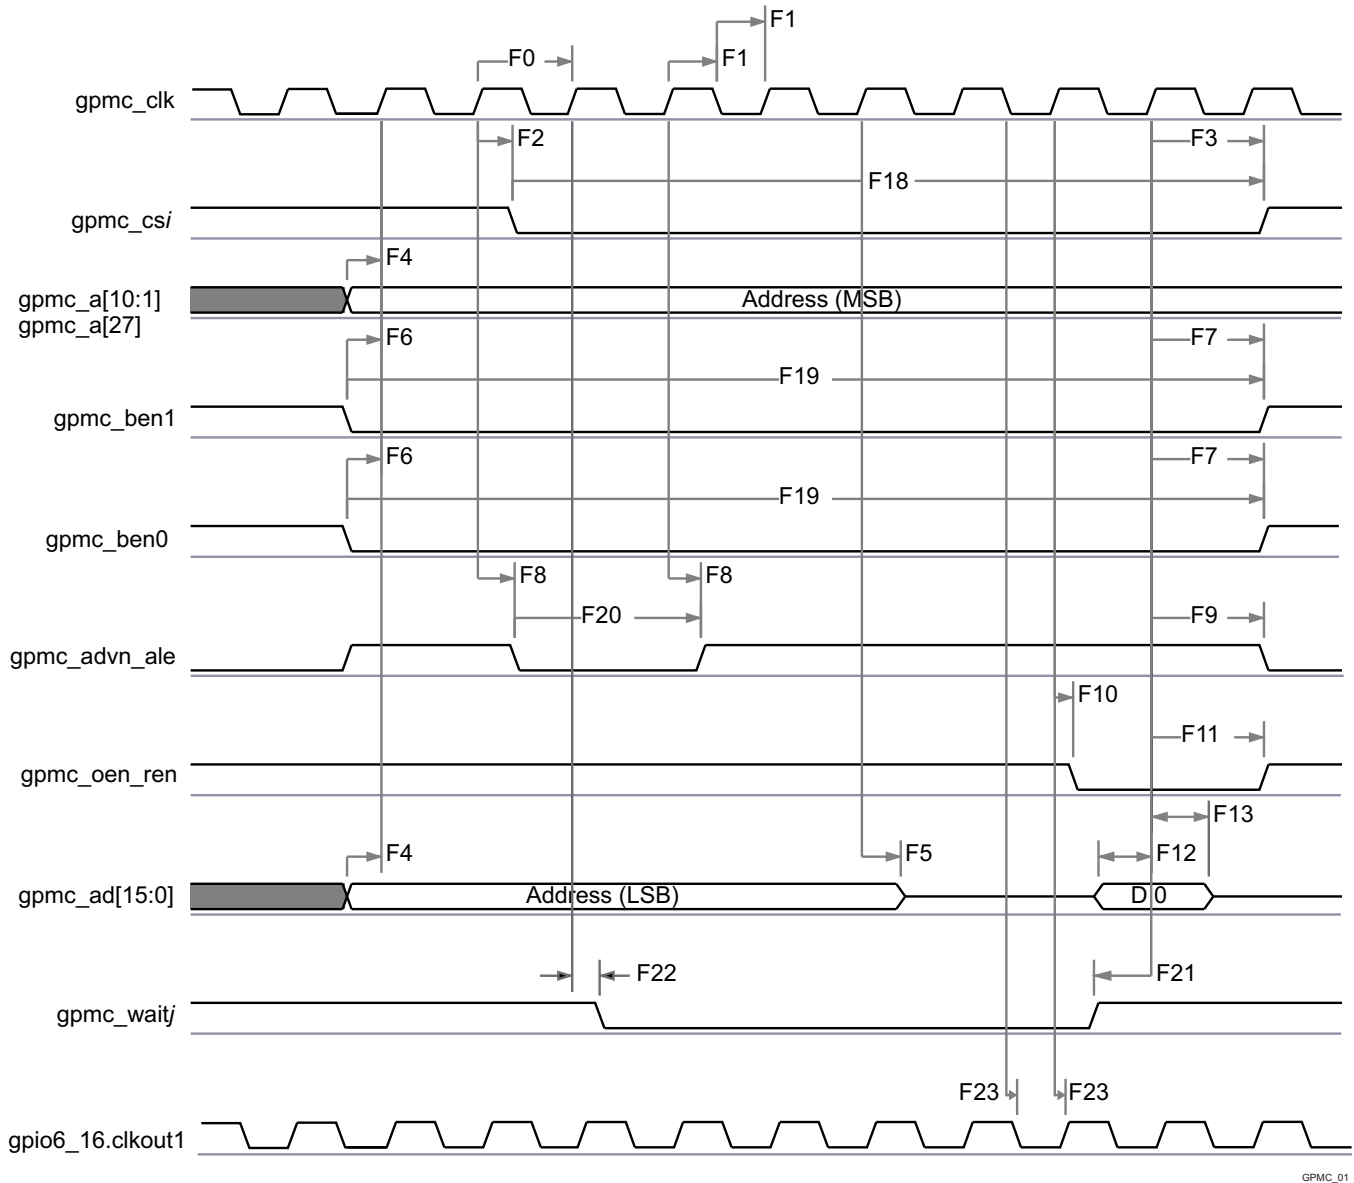 F1
F0
F1
gpmc_clk
F2
F3
F18
gpmc_csi
F4
gpmc_a[10:1]
Address (MSB)
gpmc_a[27]
F6
F7
F19
gpmc_ben1
F6
F7
F19
gpmc_ben0
F8
F8
F20
F9
gpmc_advn_ale
F10
F11
gpmc_oen_ren
F13
F4
F5
F12
gpmc_ad[15:0]
Address (LSB)
D 0
F22
F21
gpmc_waitj
F23
F23
gpio6_16.clkout1
GPMC_01